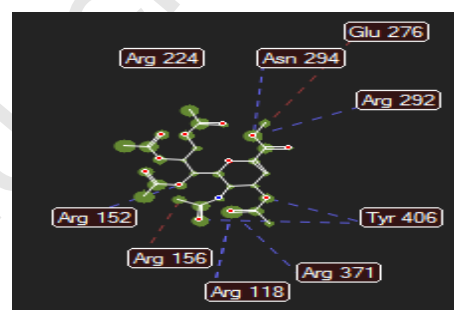 Glu 276
Arg 224
Asn 294
Arg 292
Arg 152
Tyr 406
Arg 156
Arg 371
Arg 118